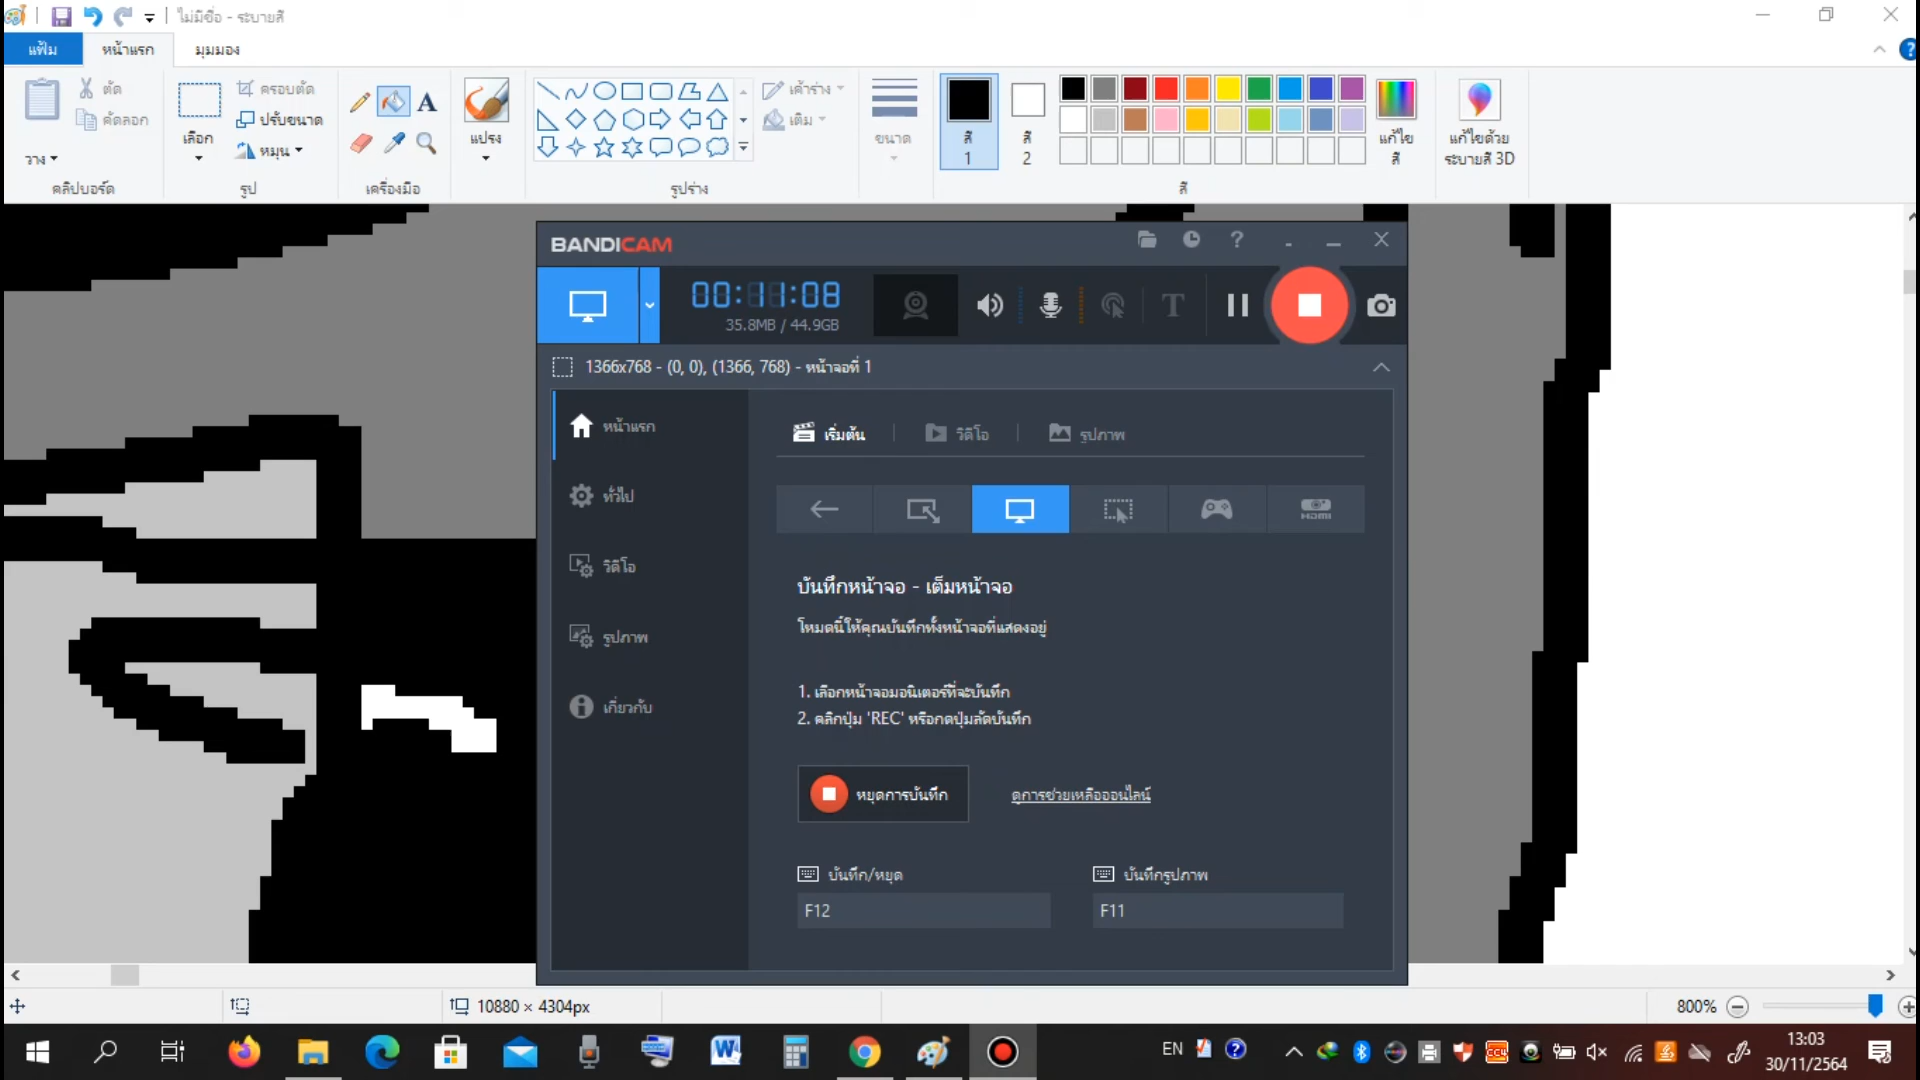 ไม่มีชื่อ - ระบายสี
แฟ้ม หน้าแรก มุมมอง
วาง
ตัด
คัดลอก
คลิปบอร์ด
เลือก
ครอบตัด
ปรับขนาด
หมุน
รูป
A
เครื่องมือ
แปรง
เค้าร่าง
เติม
รูปร่าง
ขนาด
สี
1
สี
2
แก้ไข
สี
สี
แก้ไขด้วย
ระบายสี 3D
BANDICAM
?
00:11:08
35.8MB / 44.9GB
T
1366x768 - (0, 0), (1366, 768) - หน้าจอที่ 1
หน้าแรก
ทั่วไป
วิดีโอ
รูปภาพ
เกี่ยวกับ
เริ่มต้น วิดีโอ รูปภาพ
HDMI
บันทึกหน้าจอ - เต็มหน้าจอ
โหมดนี้ให้คุณบันทึกทั้งหน้าจอที่แสดงอยู่
1. เลือกหน้าจอมอนิเตอร์ที่จะบันทึก
2. คลิกปุ่ม 'REC' หรือกดปุ่มลัดบันทึก
หยุดการบันทึก ดูการช่วยเหลือออนไลน์
บันทึก/หยุด บันทึกรูปภาพ
F12 F11
10880 × 4304px
800%
EN
13:03
30/11/2564